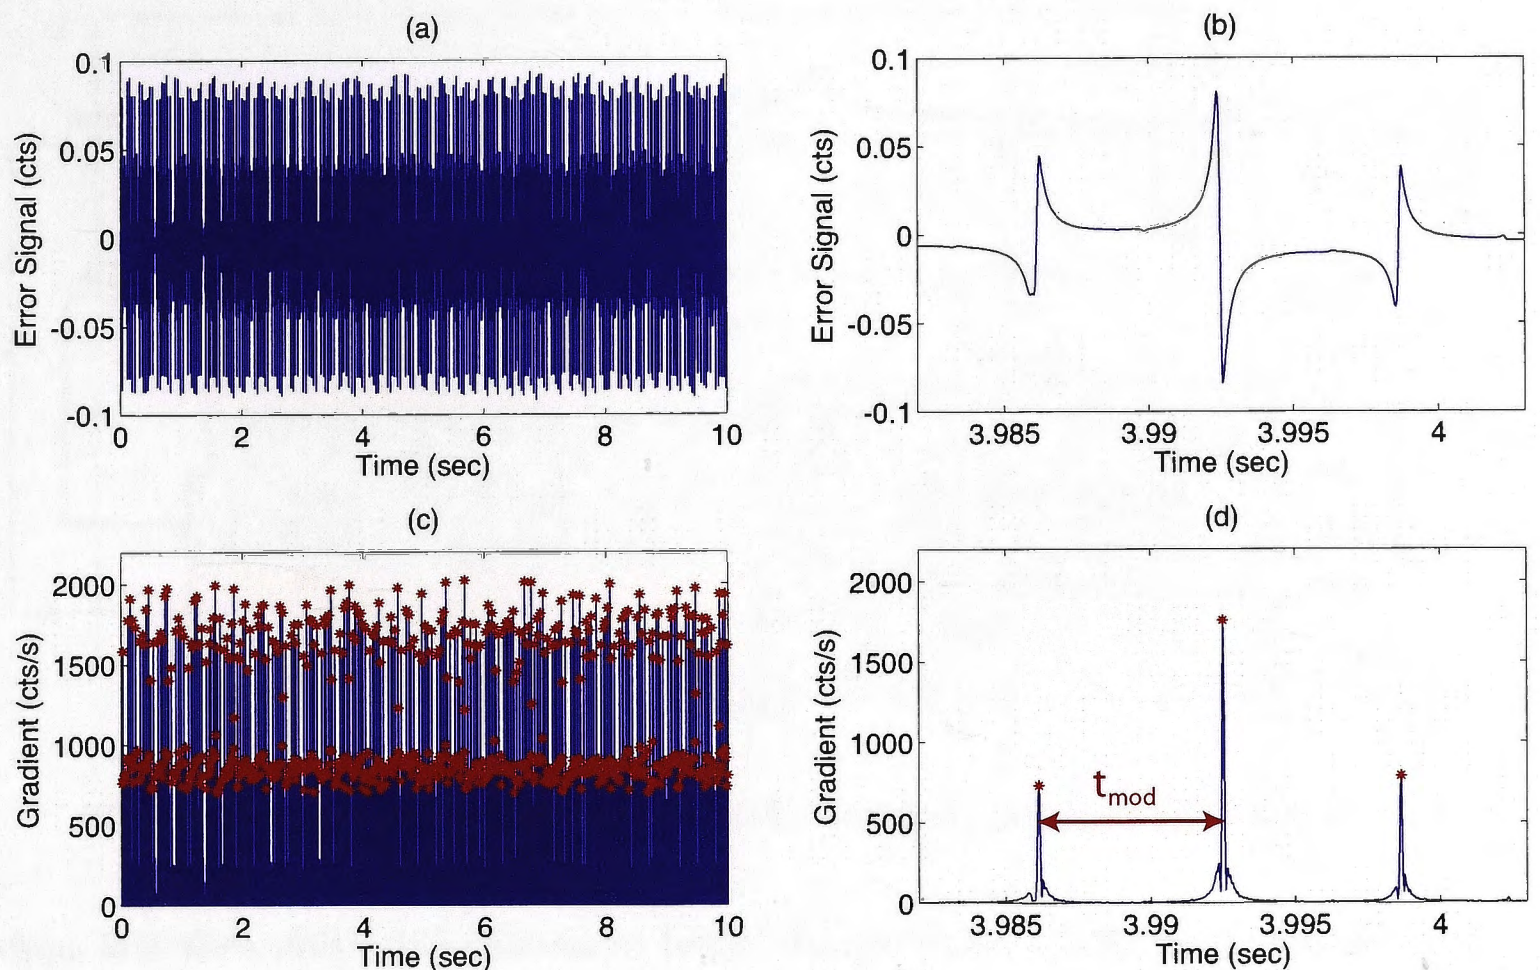 (a)
0.1
0.05
0
-0.05
-0.1
Error Signal (cts)
0 2 4 6 8 10
Time (sec)
(b)
0.1
0.05
0
-0.05
-0.1
Error Signal (cts)
3.985 3.99 3.995 4
Time (sec)
(c)
2000
1500
1000
500
0
Gradient (cts/s)
0 2 4 6 8 10
Time (sec)
(d)
2000
1500
1000
500
0
Gradient (cts/s)
tmod
3.985 3.99 3.995 4
Time (sec)